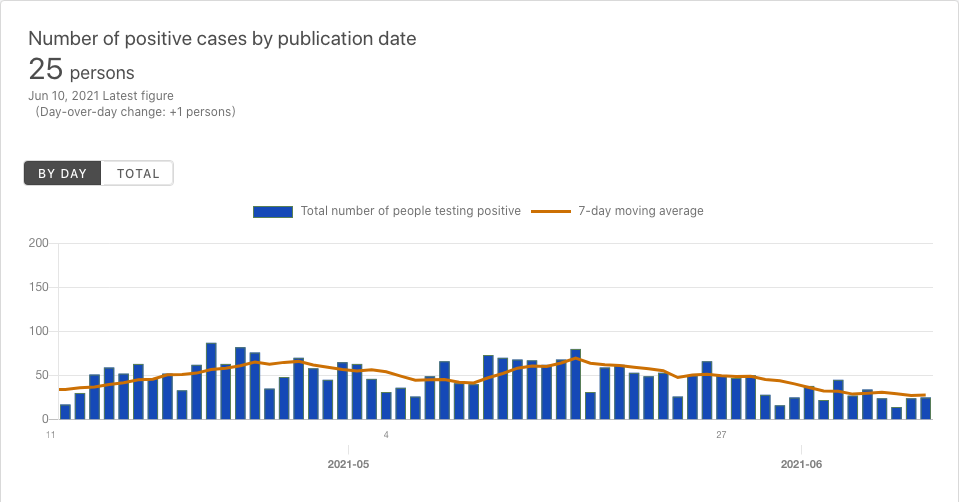 Number of positive cases by publication date
25 persons
Jun 10, 2021 Latest figure
(Day-over-day change: +1 persons)
BY DAY TOTAL
Total number of people testing positive 7-day moving average
200
150
100
50
0
11 4 27
2021-05 2021-06